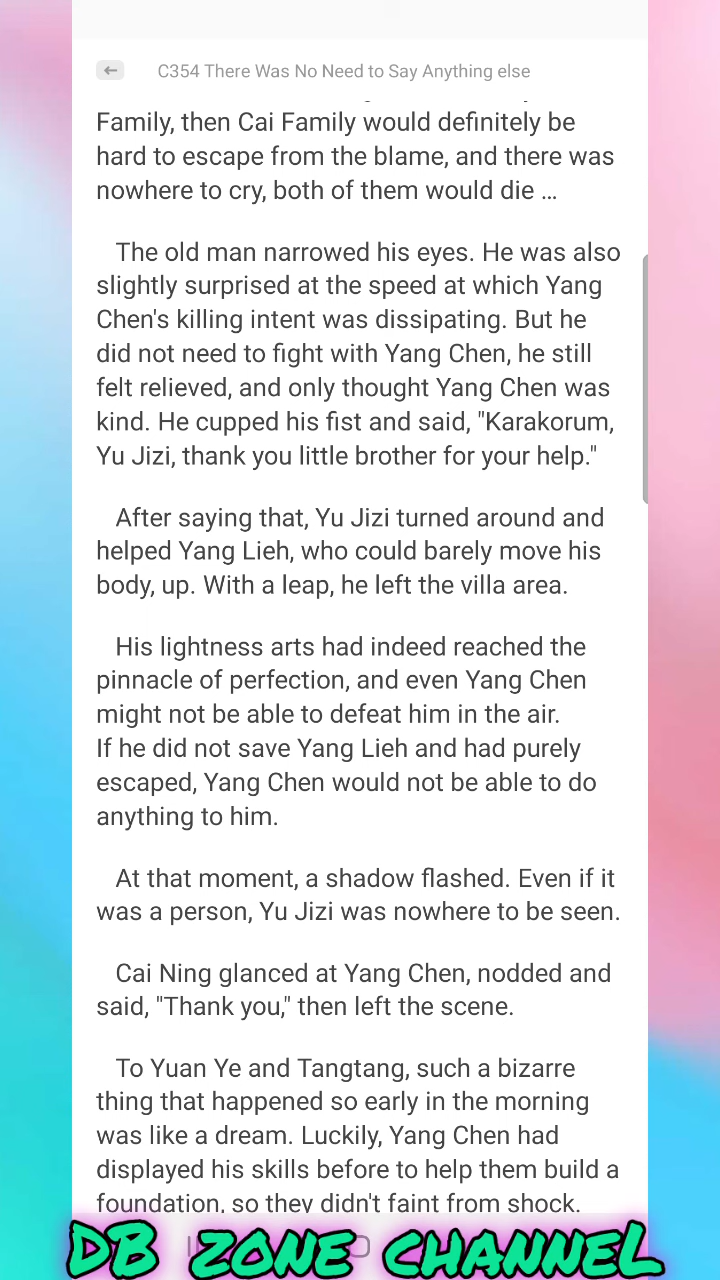 C354 There Was No Need to Say Anything else
Family, then Cai Family would definitely be
hard to escape from the blame, and there was
nowhere to cry, both of them would die ...
The old man narrowed his eyes. He was also
slightly surprised at the speed at which Yang
Chen's killing intent was dissipating. But he
did not need to fight with Yang Chen, he still
felt relieved, and only thought Yang Chen was
kind. He cupped his fist and said, "Karakorum,
Yu Jizi, thank you little brother for your help."
After saying that, Yu Jizi turned around and
helped Yang Lieh, who could barely move his
body, up. With a leap, he left the villa area.
His lightness arts had indeed reached the
pinnacle of perfection, and even Yang Chen
might not be able to defeat him in the air.
If he did not save Yang Lieh and had purely
escaped, Yang Chen would not be able to do
anything to him.
At that moment, a shadow flashed. Even if it
was a person, Yu Jizi was nowhere to be seen.
Cai Ning glanced at Yang Chen, nodded and
said, "Thank you," then left the scene.
To Yuan Ye and Tangtang, such a bizarre
thing that happened so early in the morning
was like a dream. Luckily, Yang Chen had
displayed his skills before to help them build a
foundation, so they didn't faint from shock.
DB ZONE CHANNEL